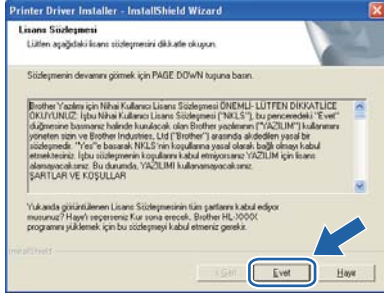 Printer Driver Installer - InstallShield Wizard
Lisans Sözleşmesi
Lütfen aşağıdaki lisans sözleşmesini dikkatle okuyun.
Sözleşmenin devamını görmek için PAGE DOWN tuşuna basın.
Brother Yazılımı için Nihai Kullanıcı Lisans Sözleşmesi ÖNEMLİ- LÜTFEN DİKKATLİCE
OKUYUNUZ: İşbu Nihai Kullanıcı Lisans Sözleşmesi ("NKLS"), bu penceredeki "Evet"
düğmesine basmanız halinde kurulacak olan Brother yazılımının ("YAZILIM") kullanımını
yöneten sizin ve Brother Industries, Ltd ("Brother") arasında akdedilen yasal bir
sözleşmedir. "Yes"e basarak NKLS'nin koşullarına yasal olarak bağlı olmayı kabul
etmektesiniz. İşbu sözleşmenin koşullarını kabul etmiyorsanız YAZILIM için lisans
alamayacaksınız. Bu durumda, YAZILIMI kullanamayacaksınız.
ŞARTLAR VE KOŞULLAR
Yukarıda görüntülenen Lisans Sözleşmesinin tüm şartlarını kabul ediyor
musunuz? Hayır'ı seçerseniz Kur sona erecek. Brother HL-XXXX
programını yüklemek için bu sözleşmeyi kabul etmeniz gerekir.
InstallShield
< Geri
Evet
Hayır